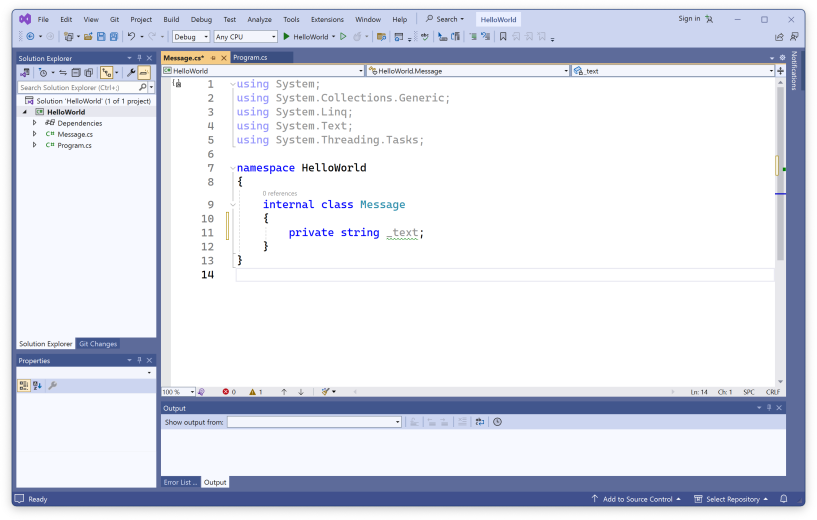 File Edit View Git Project Build Debug Test Analyze Tools Extensions Window Help Search HelloWorld Sign in
Debug Any CPU HelloWorld
Solution Explorer
Search Solution Explorer (Ctrl+;)
Solution 'HelloWorld' (1 of 1 project)
HelloWorld
Dependencies
C# Message.cs
C# Program.cs
Solution Explorer Git Changes
Properties
Message.cs* Program.cs
HelloWorld HelloWorld.Message _text
1 using System;
2 using System.Collections.Generic;
3 using System.Linq;
4 using System.Text;
5 using System.Threading.Tasks;
6
7 namespace HelloWorld
8 {
0 references
9 internal class Message
10 {
11 private string _text;
12 }
13 }
14
100 % 0 1 Ln: 14 Ch: 1 SPC CRLF
Output
Show output from:
Error List ... Output
Notifications
Ready Add to Source Control Select Repository